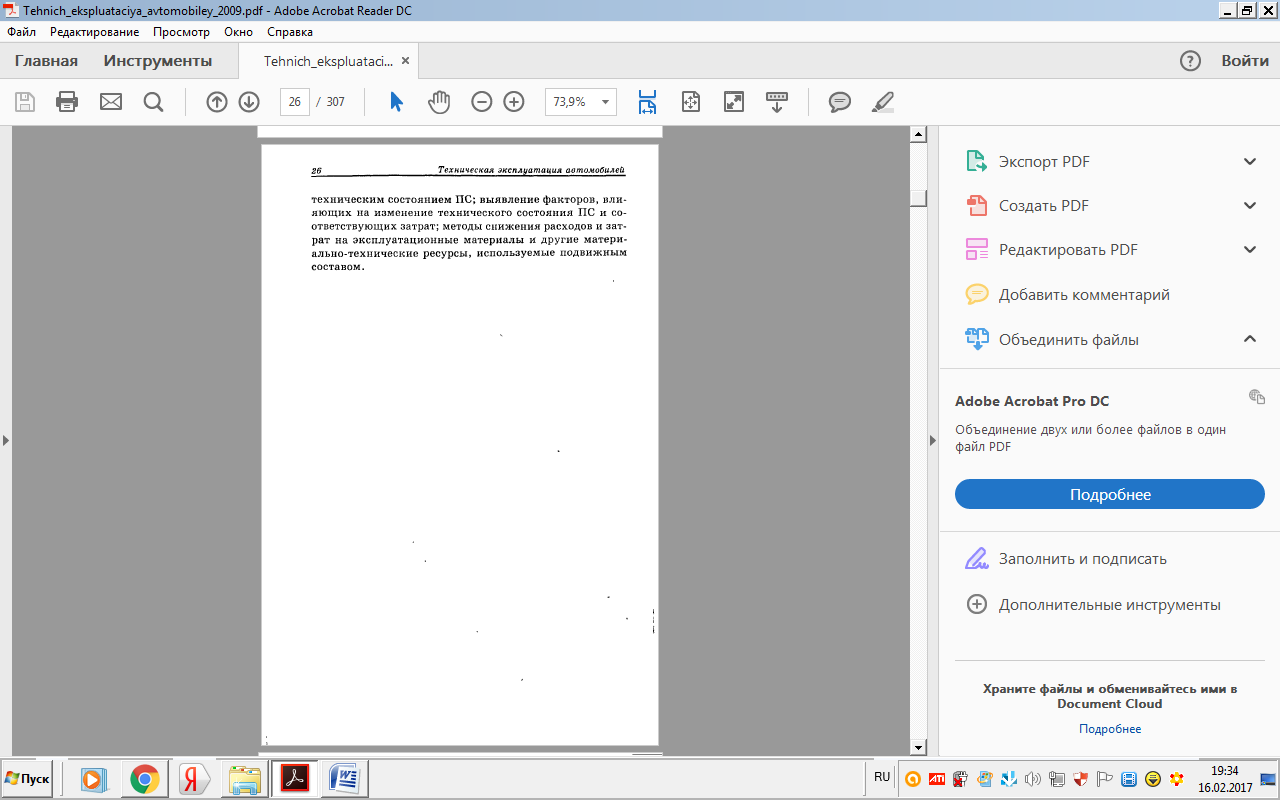 Tehnich_ekspluataciya_avtomobiley_2009.pdf - Adobe Acrobat Reader DC
Файл Редактирование Просмотр Окно Справка
Главная Инструменты Tehnich_ekspluataci... × Войти
26 / 307 73,9%
26 Техническая эксплуатация автомобилей
техническим состоянием ПС; выявление факторов, вли-
яющих на изменение технического состояния ПС и со-
ответствующих затрат; методы снижения расходов и зат-
рат на эксплуатационные материалы и другие матери-
ально-технические ресурсы, используемые подвижным
составом.
Экспорт PDF
Создать PDF
Редактировать PDF
Добавить комментарий
Объединить файлы
Adobe Acrobat Pro DC
Объединение двух или более файлов в один
файл PDF
Подробнее
Заполнить и подписать
Дополнительные инструменты
Храните файлы и обменивайтесь ими в
Document Cloud
Подробнее
Пуск
RU
19:34
16.02.2017